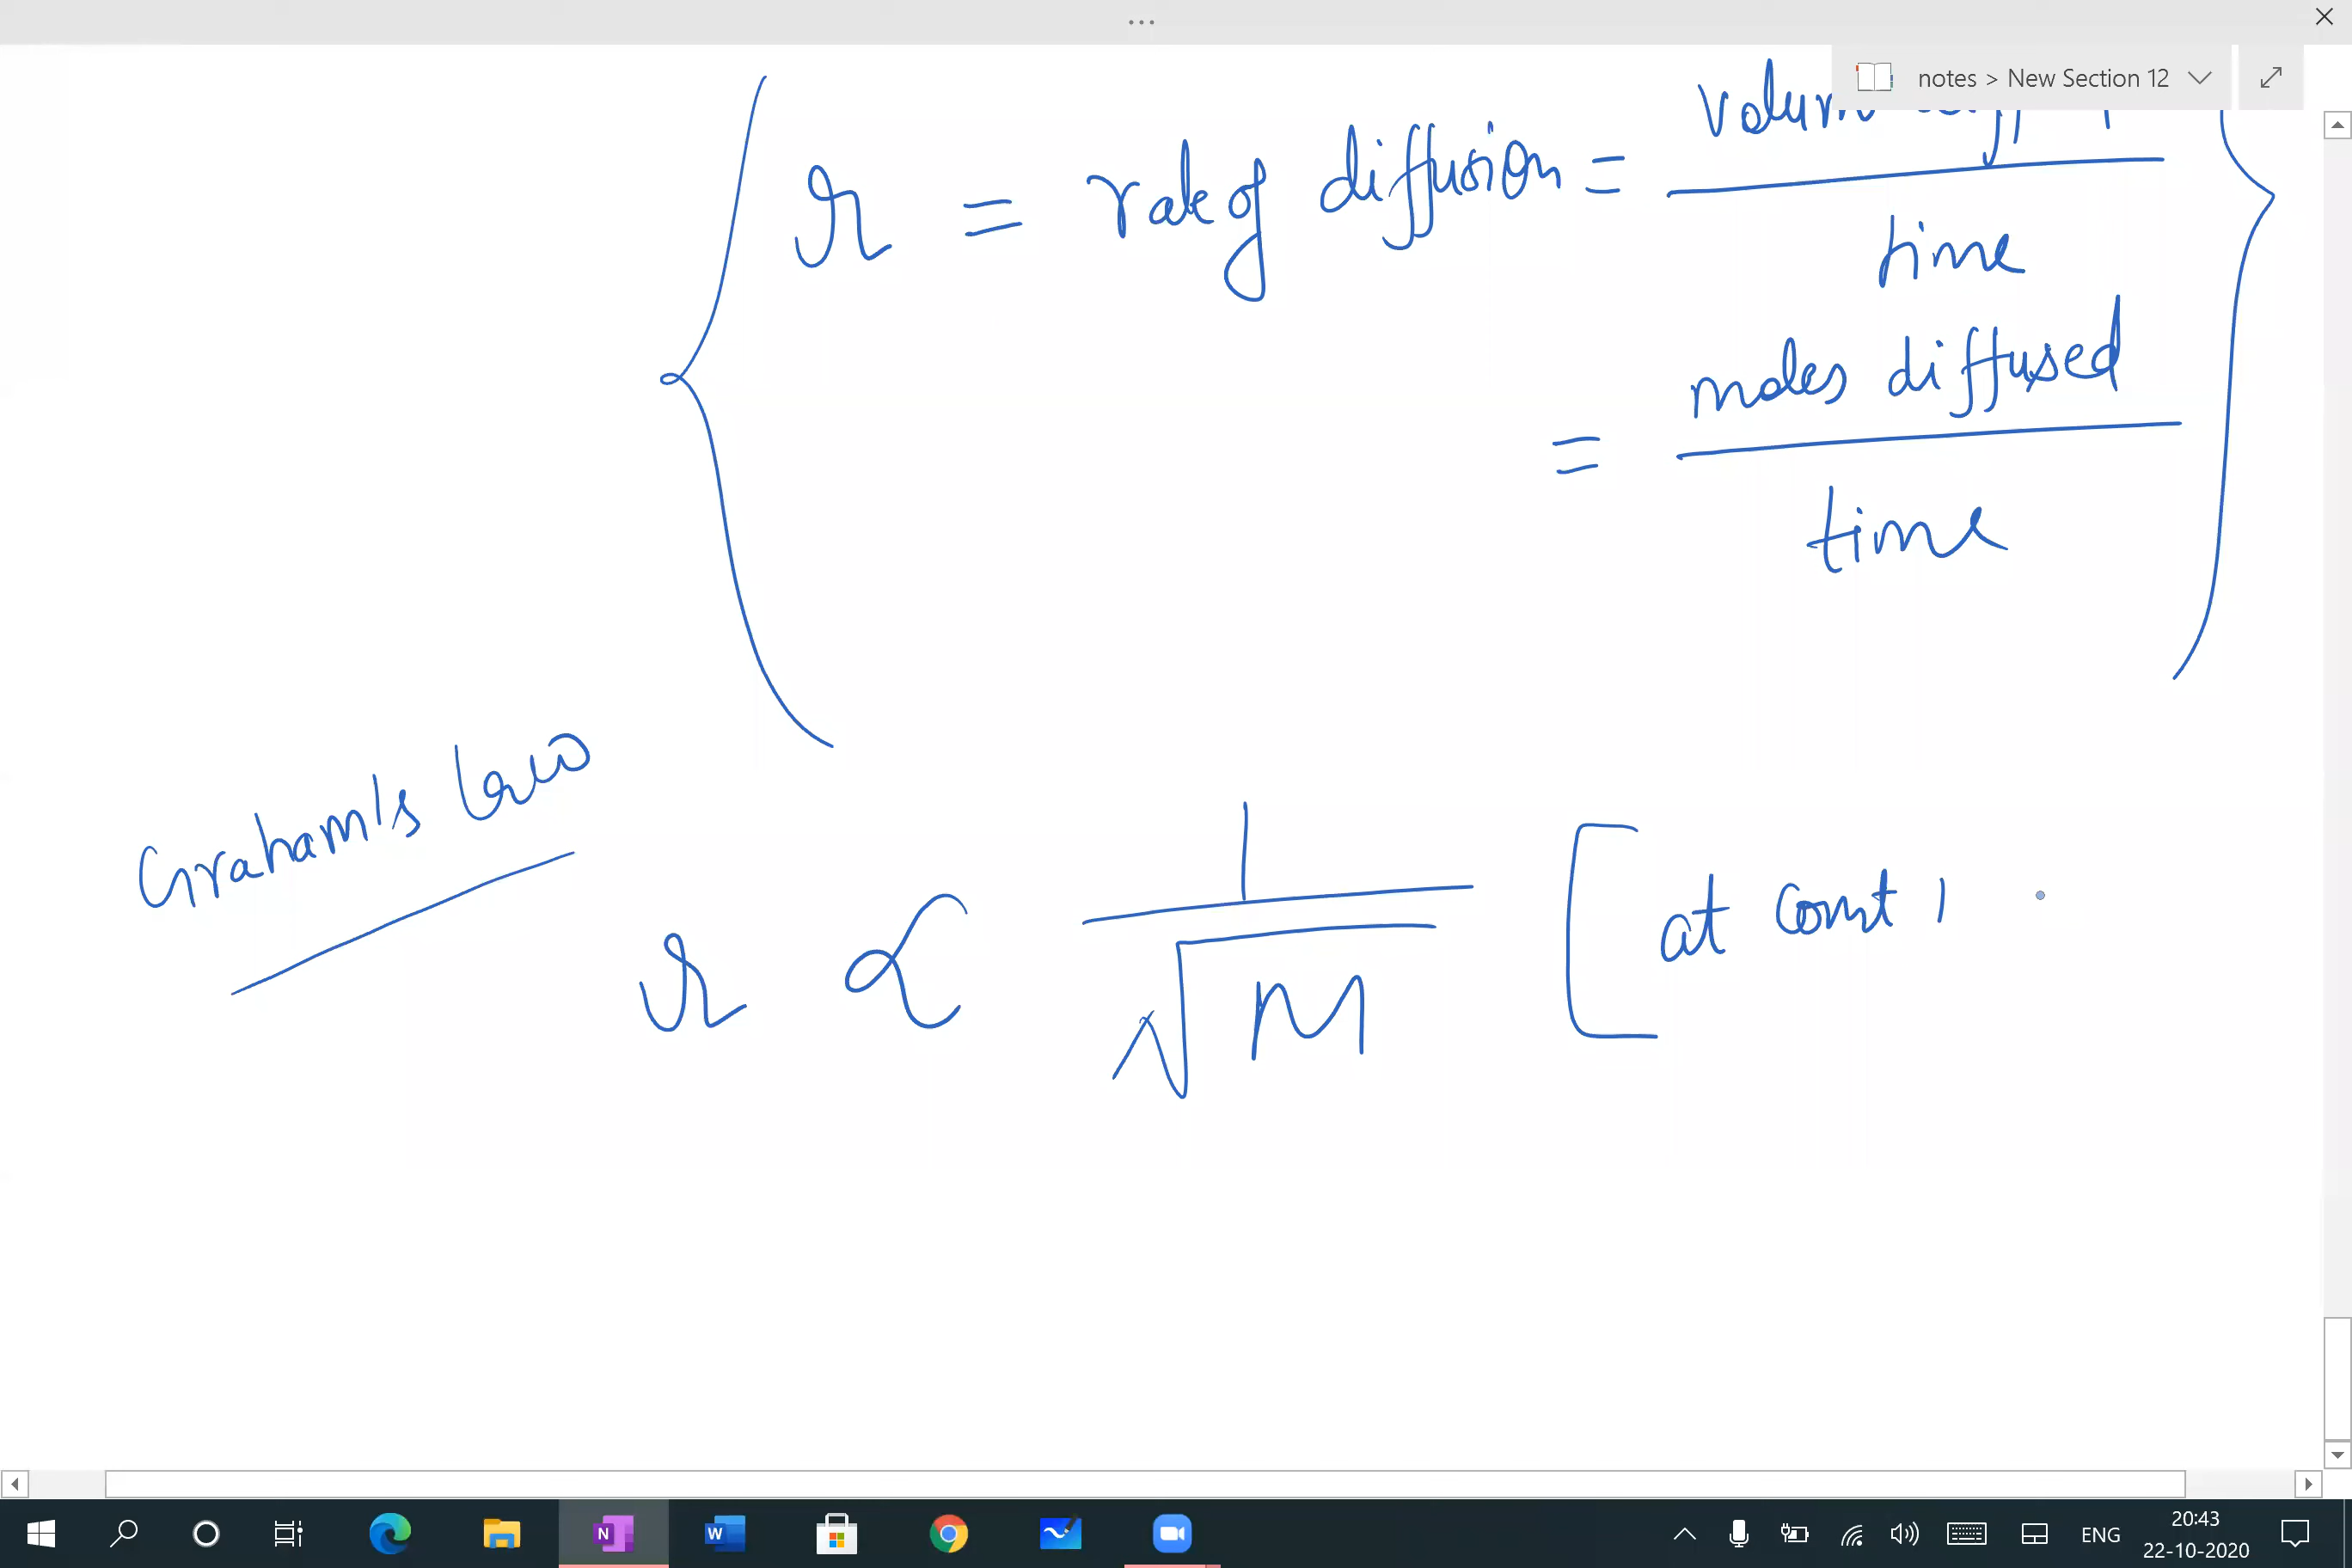 ...
notes > New Section 12
r = rate of diffusion =
time
= moles diffused
time
Graham's law
r ∝ 1/√M [at const
ENG
20:43
22-10-2020